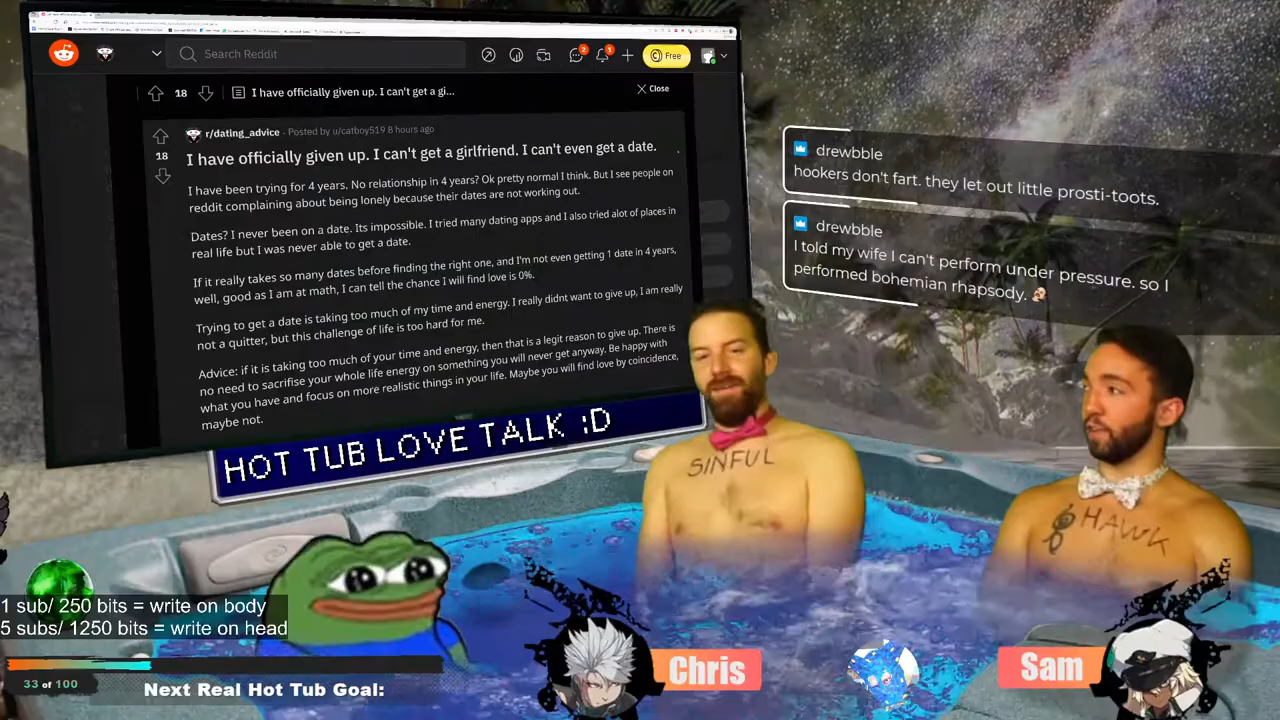 Search Reddit
2
1
Free
18
I have officially given up. I can't get a gi...
Close
18
r/dating_advice · Posted by u/catboy519 8 hours ago
I have officially given up. I can't get a girlfriend. I can't even get a date.
I have been trying for 4 years. No relationship in 4 years? Ok pretty normal I think. But I see people on
reddit complaining about being lonely because their dates are not working out.
Dates? I never been on a date. Its impossible. I tried many dating apps and I also tried alot of places in
real life but I was never able to get a date.
If it really takes so many dates before finding the right one, and I'm not even getting 1 date in 4 years,
well, good as I am at math, I can tell the chance I will find love is 0%.
Trying to get a date is taking too much of my time and energy. I really didnt want to give up, I am really
not a quitter, but this challenge of life is too hard for me.
Advice: if it is taking too much of your time and energy, then that is a legit reason to give up. There is
no need to sacrifise your whole life energy on something you will never get anyway. Be happy with
what you have and focus on more realistic things in your life. Maybe you will find love by coincidence,
maybe not.
HOT TUB LOVE TALK :D
drewbble
hookers don't fart. they let out little prosti-toots.
drewbble
I told my wife I can't perform under pressure. so I
performed bohemian rhapsody.
SINFUL
HAWK
1 sub/ 250 bits = write on body
5 subs/ 1250 bits = write on head
33 of 100
Next Real Hot Tub Goal:
Chris
Sam